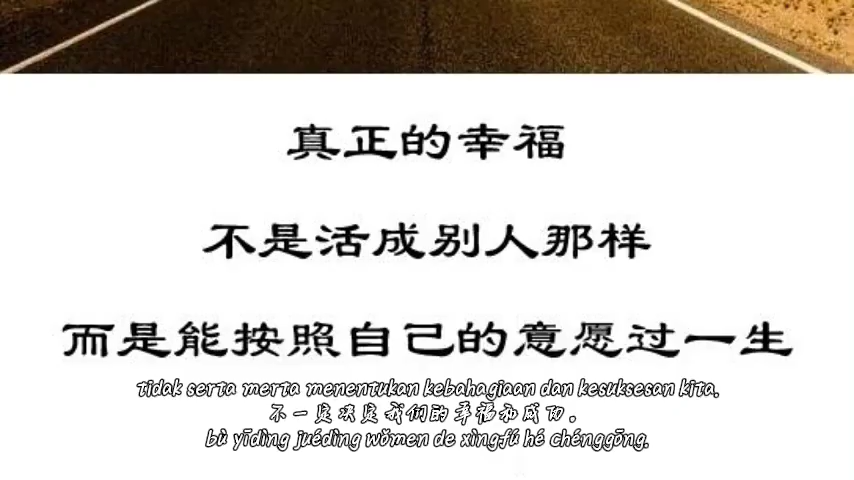 真正的幸福
不是活成别人那样
而是能按照自己的意愿过一生
tidak serta merta menentukan kebahagiaan dan kesuksesan kita.
不一定决定我们的幸福和成功。
bù yīdìng juédìng wǒmen de xìngfú hé chénggōng.